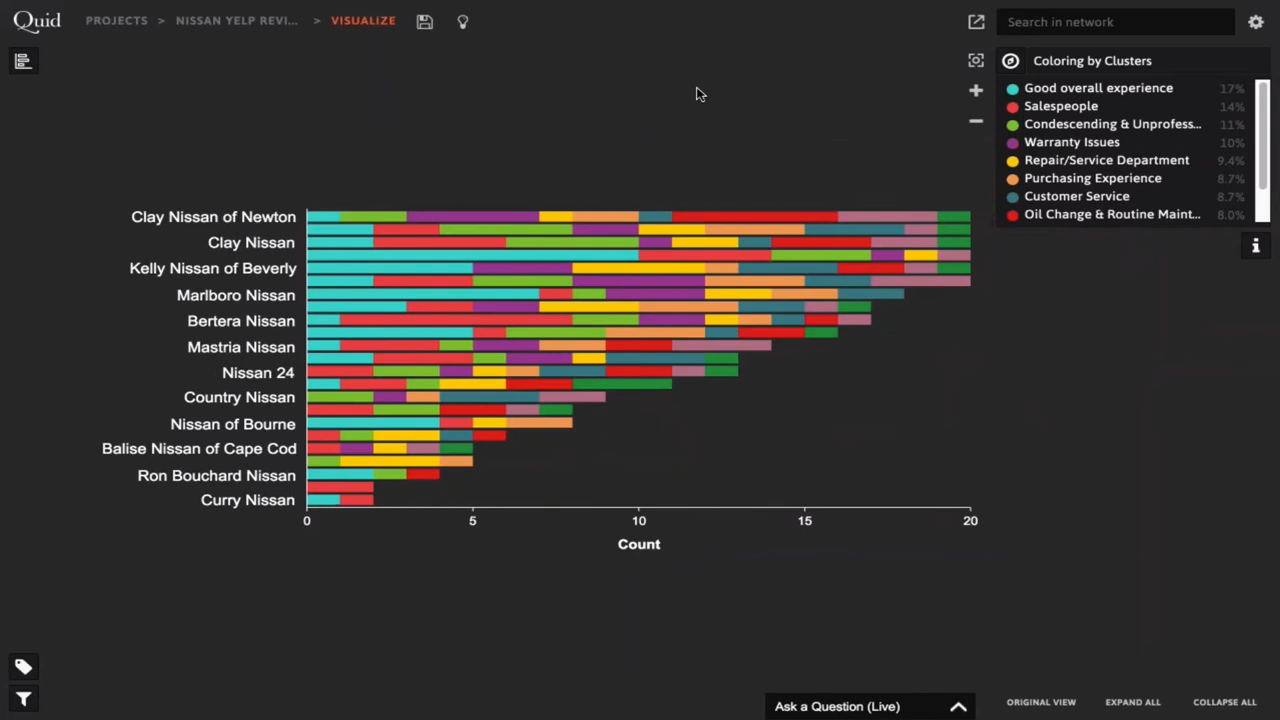 Quid
PROJECTS > NISSAN YELP REVI... > VISUALIZE
Search in network
Coloring by Clusters
Good overall experience 17%
Salespeople 14%
Condescending & Unprofess... 11%
Warranty Issues 10%
Repair/Service Department 9.4%
Purchasing Experience 8.7%
Customer Service 8.7%
Oil Change & Routine Maint... 8.0%
Clay Nissan of Newton
Clay Nissan
Kelly Nissan of Beverly
Marlboro Nissan
Bertera Nissan
Mastria Nissan
Nissan 24
Country Nissan
Nissan of Bourne
Balise Nissan of Cape Cod
Ron Bouchard Nissan
Curry Nissan
0 5 10 15 20
Count
Ask a Question (Live)
ORIGINAL VIEW EXPAND ALL COLLAPSE ALL